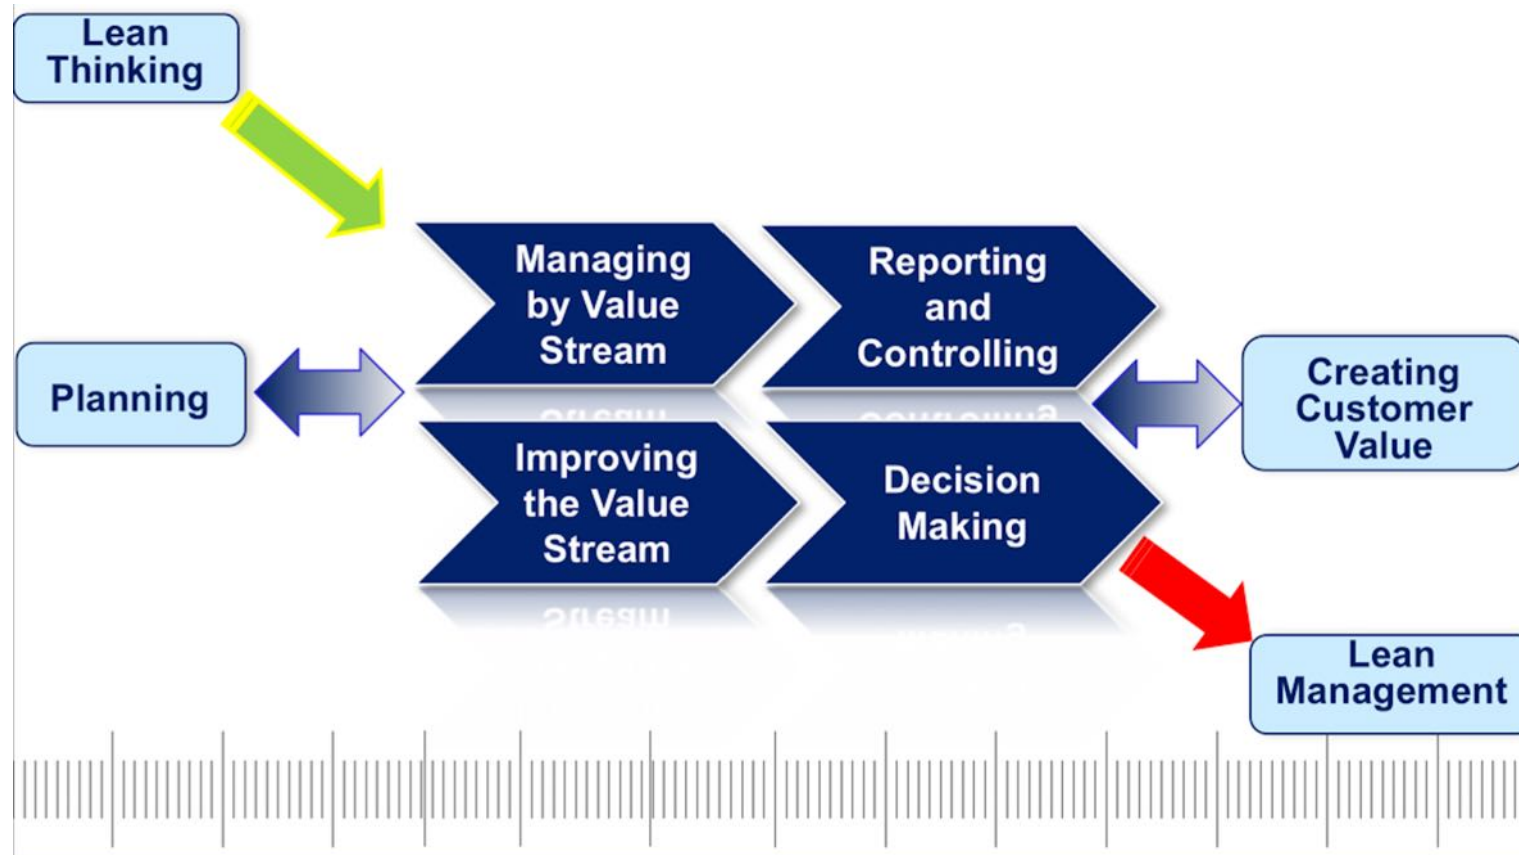 Lean
Thinking
Managing
by Value
Stream
Reporting
and
Controlling
Planning
Creating
Customer
Value
Improving
the Value
Stream
Decision
Making
Lean
Management